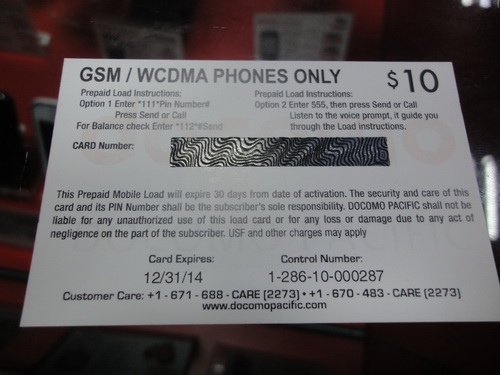 GSM / WCDMA PHONES ONLY $10
Prepaid Load Instructions:
Option 1 Enter *111*Pin Number#
Press Send or Call
For Balance check Enter *112*#Send
Prepaid Load Instructions:
Option 2 Enter 555, then press Send or Call
Listen to the voice prompt, it guide you
through the Load instructions.
CARD Number:
This Prepaid Mobile Load will expire 30 days from date of activation. The security and care of this
card and its PIN Number shall be the subscriber's sole responsibility. DOCOMO PACIFIC shall not be
liable for any unauthorized use of this load card or for any loss or damage due to any act of
negligence on the part of the subscriber. USF and other charges may apply
Card Expires:
12/31/14
Control Number:
1-286-10-000287
Customer Care: +1 - 671 - 688 - CARE (2273) • +1 - 670 - 483 - CARE (2273)
www.docomopacific.com